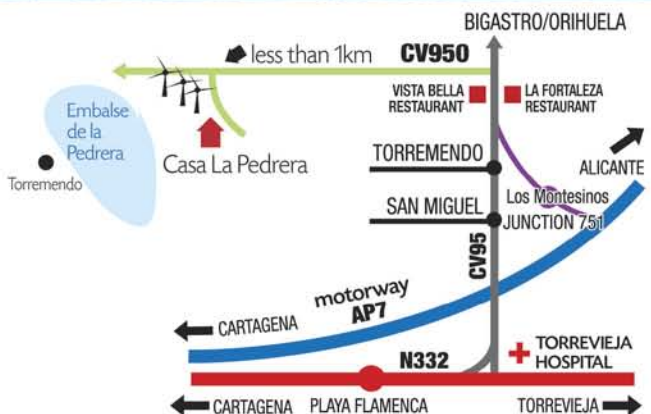 BIGASTRO/ORIHUELA
less than 1km
CV950
VISTA BELLA
RESTAURANT
LA FORTALEZA
RESTAURANT
Embalse
de la
Pedrera
Torremendo
Casa La Pedrera
TORREMENDO
ALICANTE
Los Montesinos
SAN MIGUEL
JUNCTION 751
CV95
motorway
AP7
CARTAGENA
N332
TORREVIEJA
HOSPITAL
CARTAGENA
PLAYA FLAMENCA
TORREVIEJA